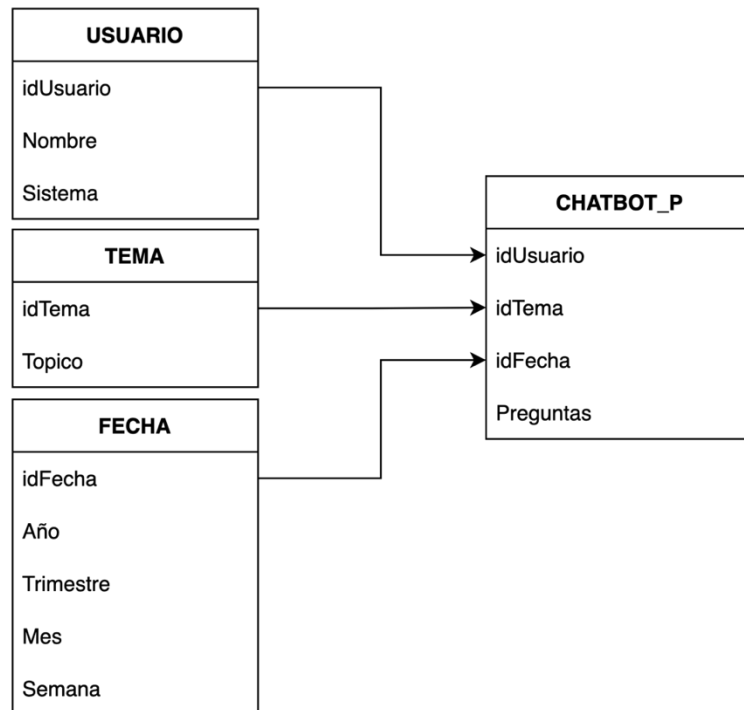 USUARIO
idUsuario
Nombre
Sistema
TEMA
idTema
Topico
FECHA
idFecha
Año
Trimestre
Mes
Semana
CHATBOT_P
idUsuario
idTema
idFecha
Preguntas